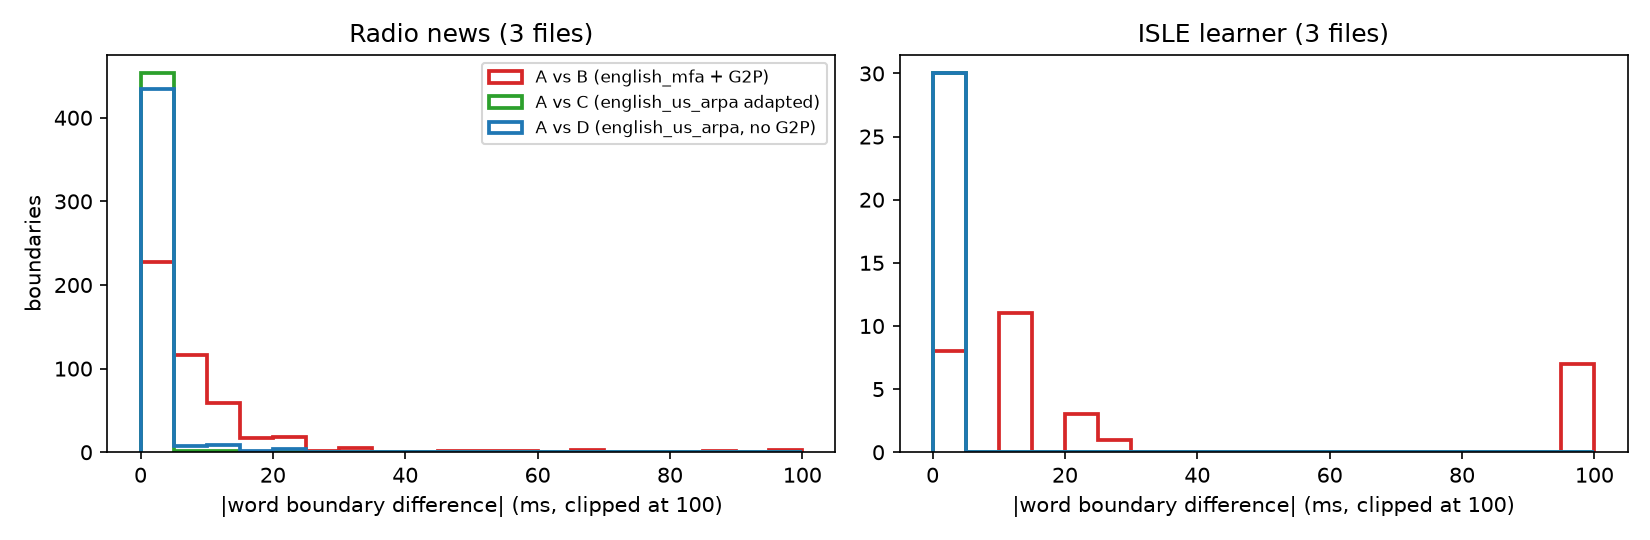 Radio news (3 files)
A vs B (english_mfa + G2P)
A vs C (english_us_arpa adapted)
A vs D (english_us_arpa, no G2P)
boundaries
400
300
200
100
0
0 20 40 60 80 100
|word boundary difference| (ms, clipped at 100)
ISLE learner (3 files)
30
25
20
15
10
5
0
0 20 40 60 80 100
|word boundary difference| (ms, clipped at 100)